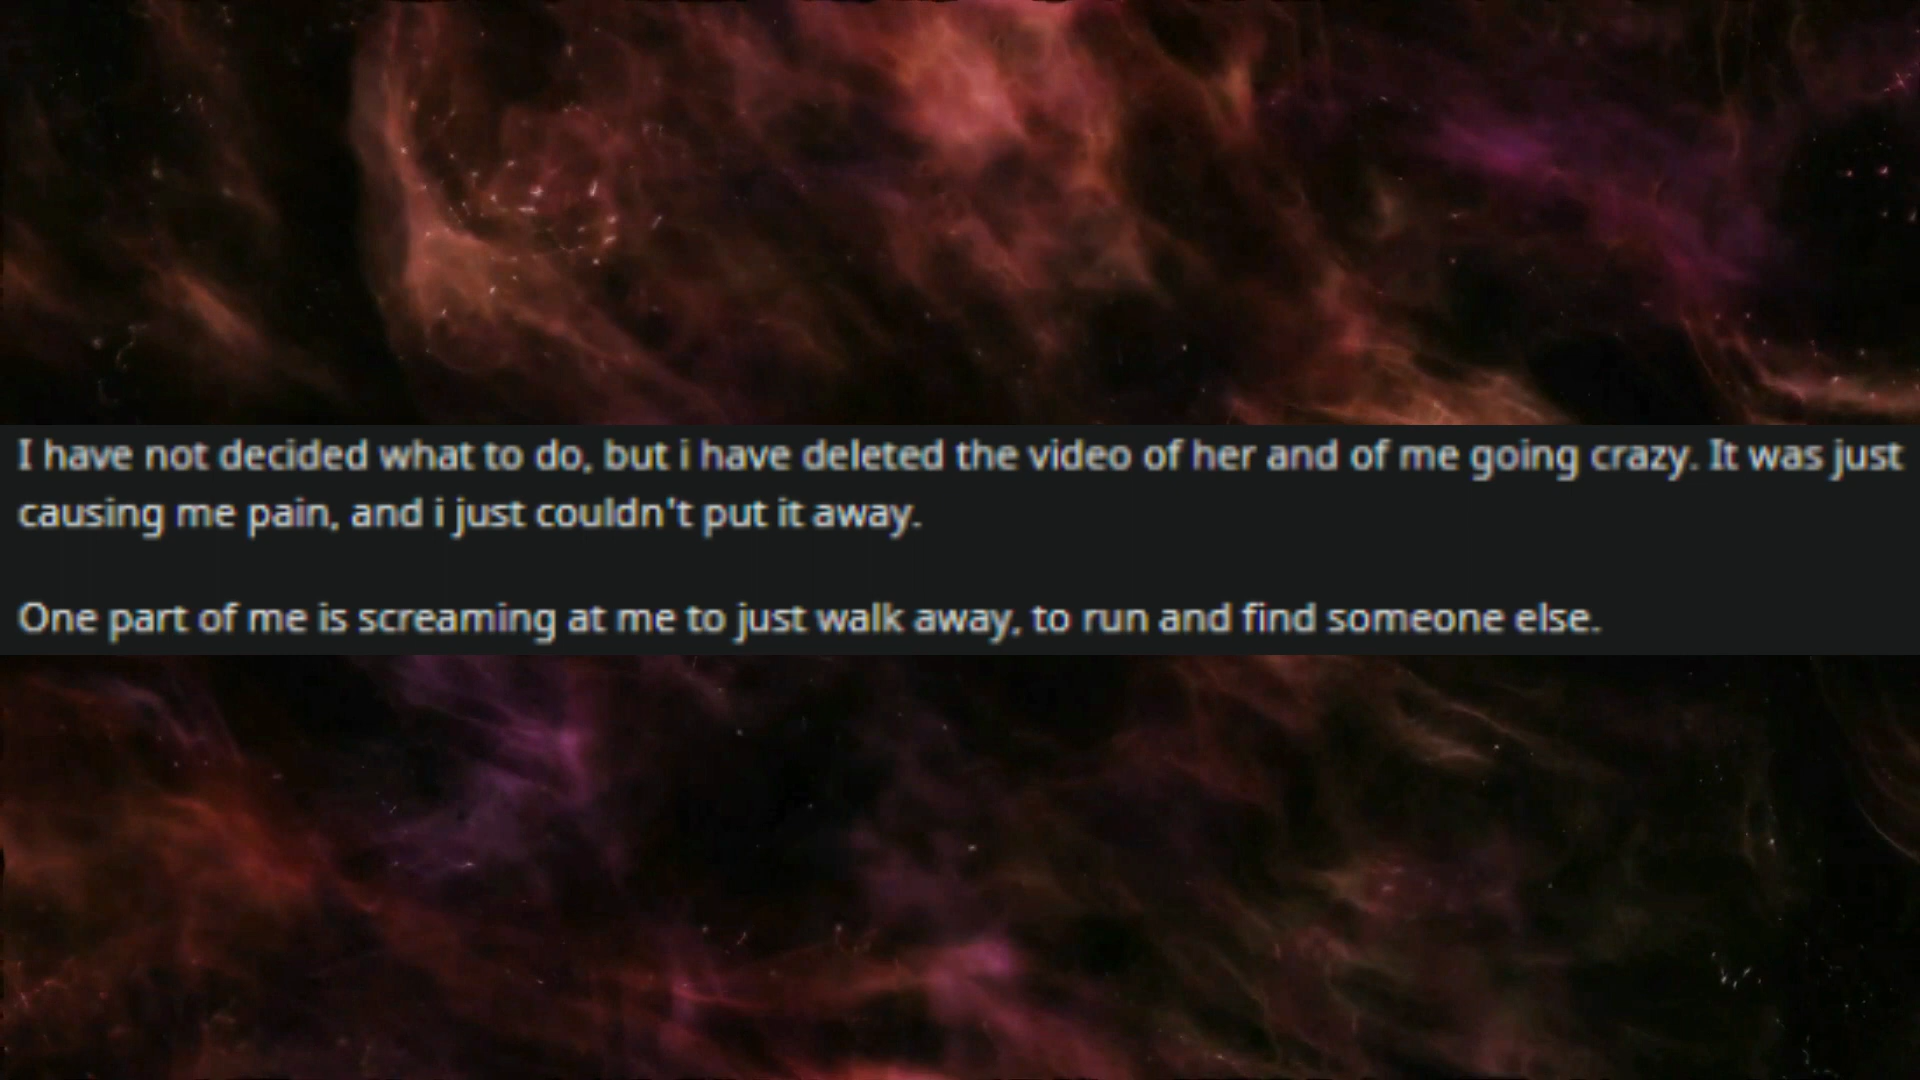 I have not decided what to do, but i have deleted the video of her and of me going crazy. It was just
causing me pain, and i just couldn't put it away.
One part of me is screaming at me to just walk away, to run and find someone else.